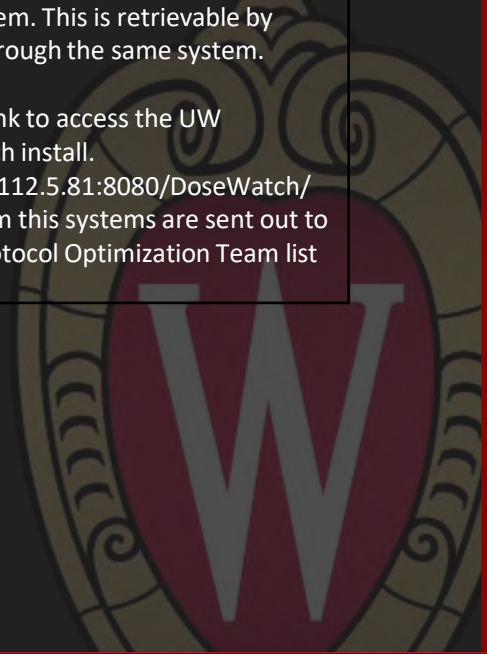 em. This is retrievable by
rough the same system.
nk to access the UW
ch install.
112.5.81:8080/DoseWatch/
m this systems are sent out to
otocol Optimization Team list
W